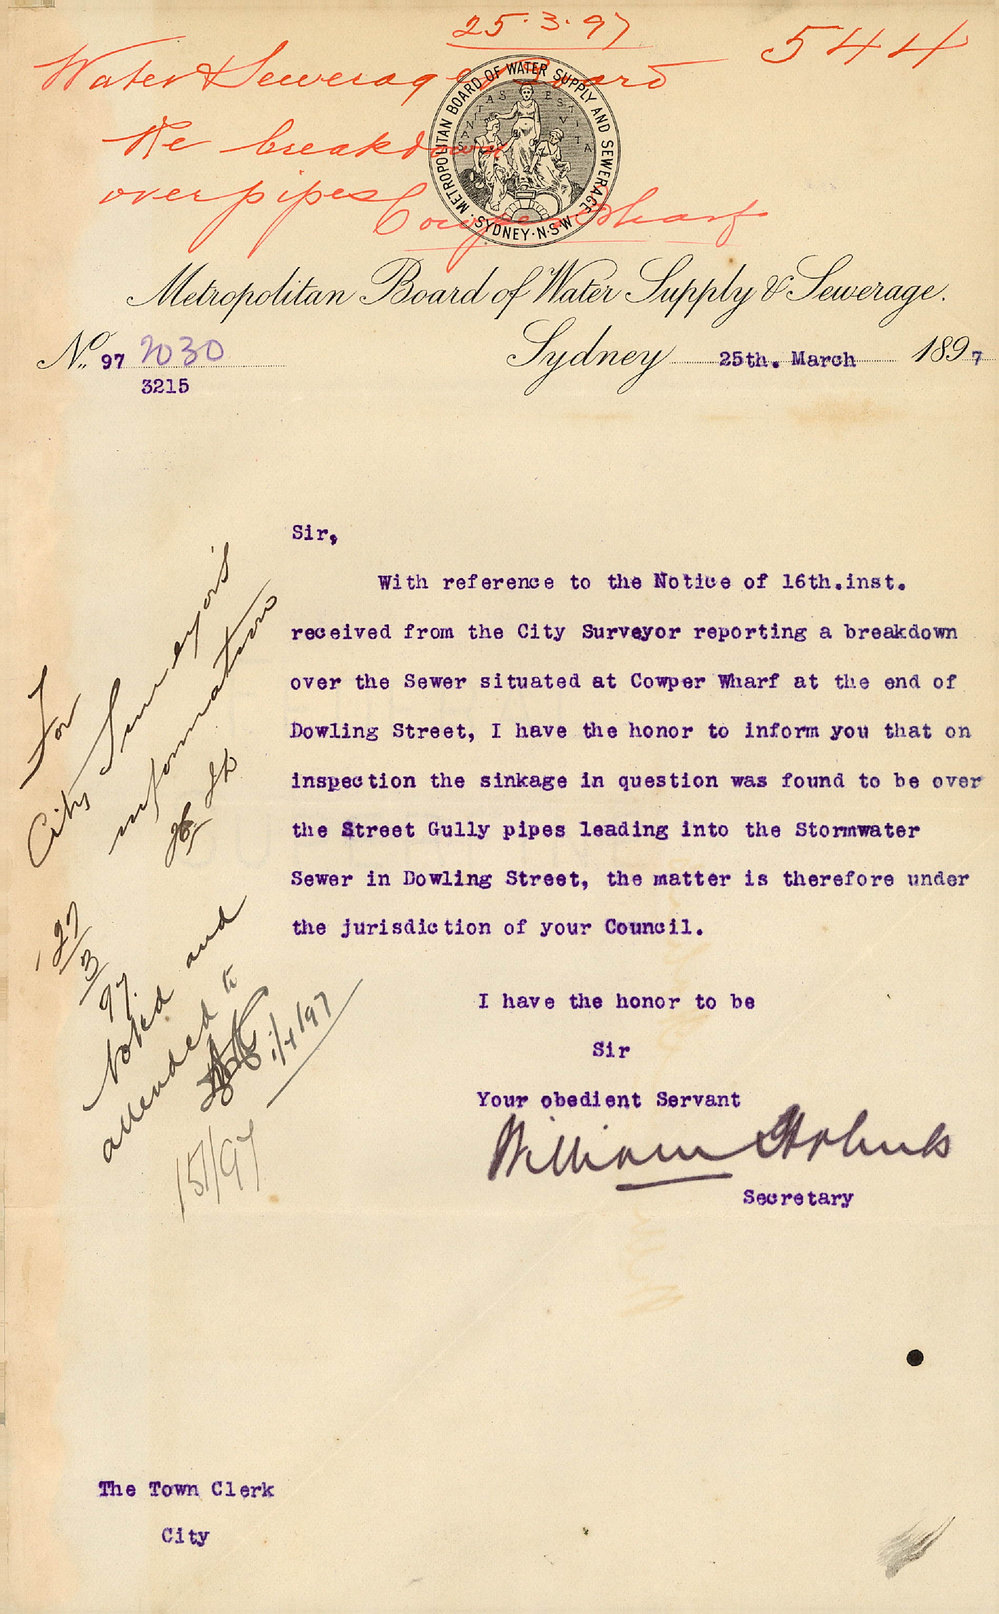 25.3.97
544
Water & Sewerage Board
Re breakdown
over pipes Cowper Wharf
METROPOLITAN BOARD OF WATER SUPPLY AND SEWERAGE
SANITAS EST VITA
SYDNEY. N.S.W.
Metropolitan Board of Water Supply & Sewerage.
No. 97 2030
3215
Sydney 25th. March 1897
Sir,
With reference to the Notice of 16th.inst.
received from the City Surveyor reporting a breakdown
over the Sewer situated at Cowper Wharf at the end of
Dowling Street, I have the honor to inform you that on
inspection the sinkage in question was found to be over
the Street Gully pipes leading into the Stormwater
Sewer in Dowling Street, the matter is therefore under
the jurisdiction of your Council.
I have the honor to be
Sir
Your obedient Servant
William Holmes
Secretary
For
City Surveyor's
information
27
3
97
Noted and
attended to
1/4/97
151/97
The Town Clerk
City